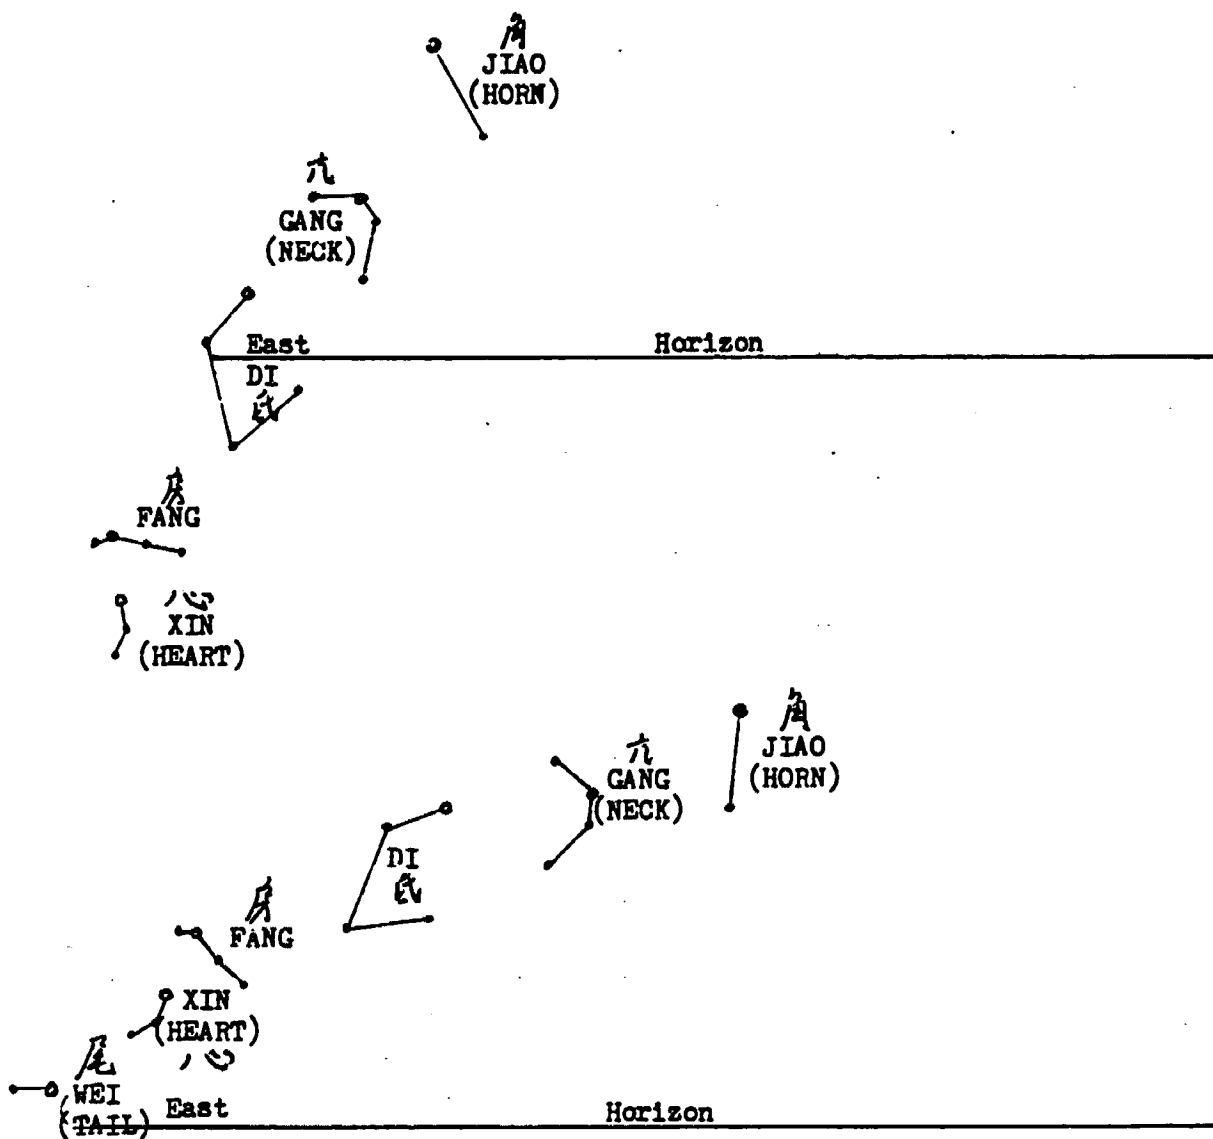 角
JIAO
(HORN)
亢
GANG
(NECK)
East Horizon
DI
氐
房
FANG
心
XIN
(HEART)
角
JIAO
(HORN)
亢
GANG
(NECK)
DI
氐
房
FANG
XIN
(HEART)
心
尾
WEI
(TAIL)
East Horizon